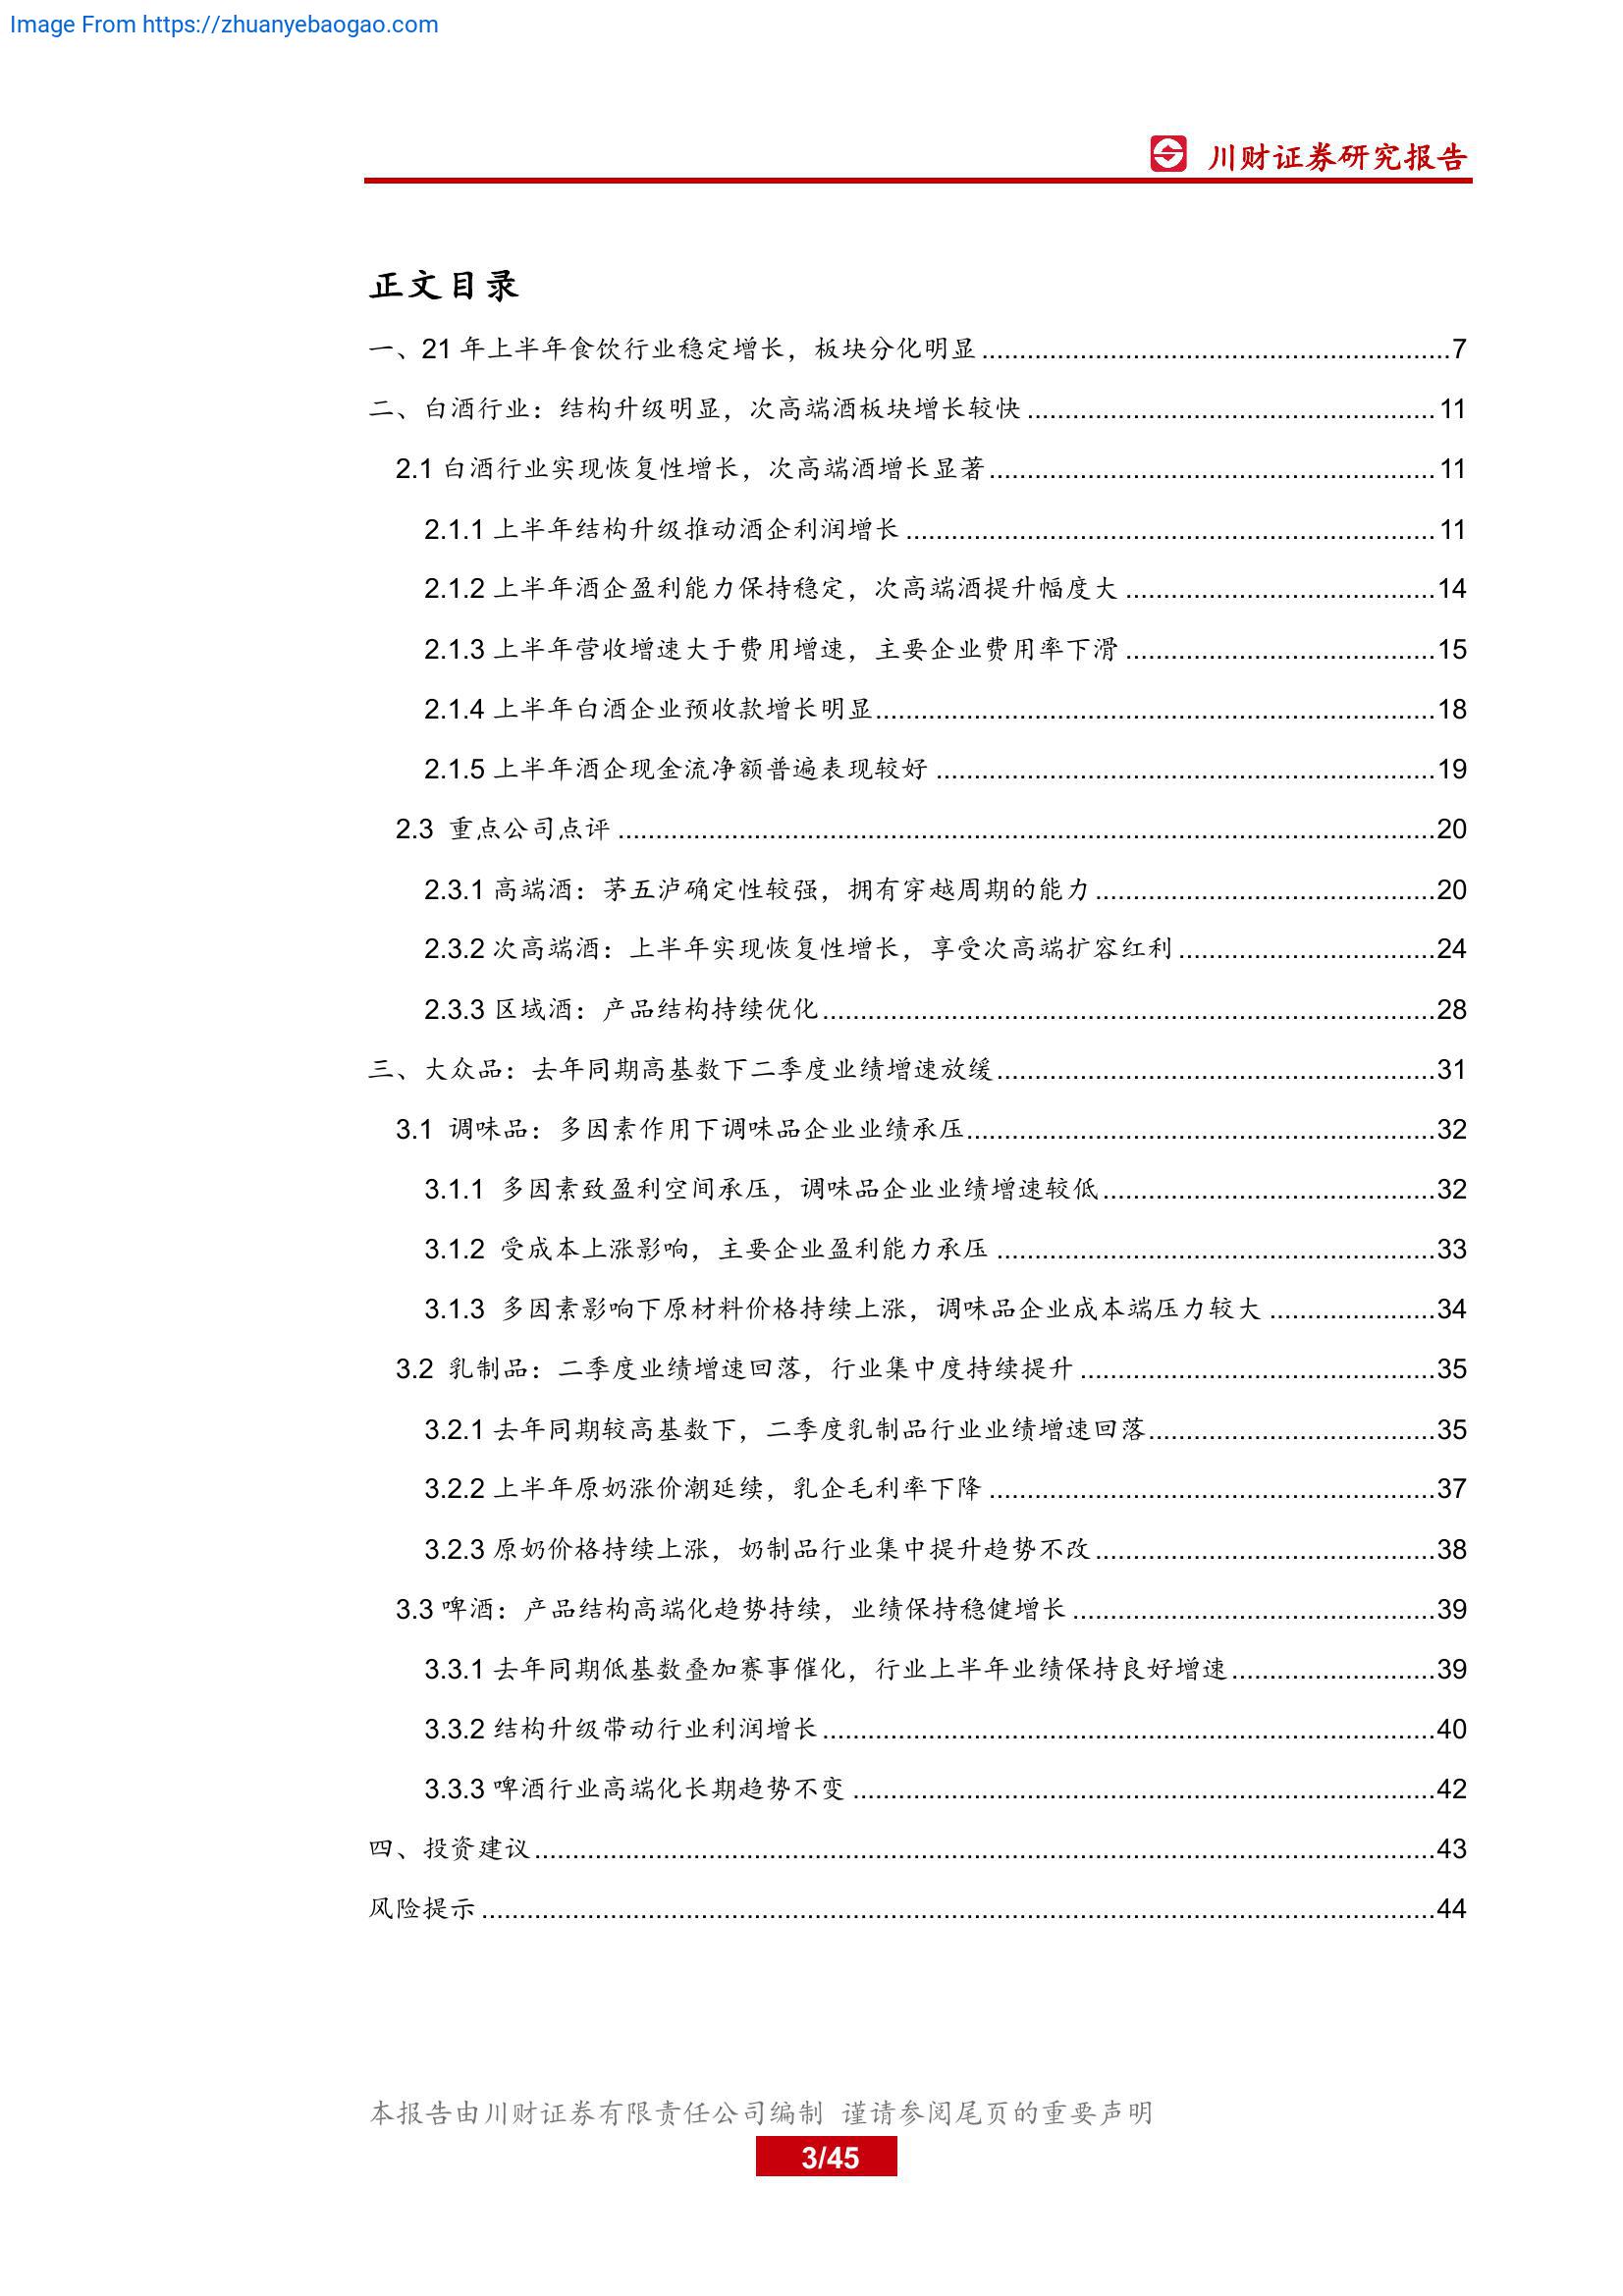 Image From https://zhuanyebaogao.com
川财证券研究报告
正文目录
一、21 年上半年食饮行业稳定增长，板块分化明显 ..............................................................7
二、白酒行业：结构升级明显，次高端酒板块增长较快 ...................................................... 11
2.1 白酒行业实现恢复性增长，次高端酒增长显著........................................................... 11
2.1.1 上半年结构升级推动酒企利润增长 ...................................................................... 11
2.1.2 上半年酒企盈利能力保持稳定，次高端酒提升幅度大 .........................................14
2.1.3 上半年营收增速大于费用增速，主要企业费用率下滑 .........................................15
2.1.4 上半年白酒企业预收款增长明显..........................................................................18
2.1.5 上半年酒企现金流净额普遍表现较好 ..................................................................19
2.3 重点公司点评 ............................................................................................................20
2.3.1 高端酒：茅五泸确定性较强，拥有穿越周期的能力 .............................................20
2.3.2 次高端酒：上半年实现恢复性增长，享受次高端扩容红利 ..................................24
2.3.3 区域酒：产品结构持续优化.................................................................................28
三、大众品：去年同期高基数下二季度业绩增速放缓..........................................................31
3.1 调味品：多因素作用下调味品企业业绩承压..............................................................32
3.1.1 多因素致盈利空间承压，调味品企业业绩增速较低............................................32
3.1.2 受成本上涨影响，主要企业盈利能力承压 ..........................................................33
3.1.3 多因素影响下原材料价格持续上涨，调味品企业成本端压力较大 ......................34
3.2 乳制品：二季度业绩增速回落，行业集中度持续提升 ...............................................35
3.2.1 去年同期较高基数下，二季度乳制品行业业绩增速回落......................................35
3.2.2 上半年原奶涨价潮延续，乳企毛利率下降 ...........................................................37
3.2.3 原奶价格持续上涨，奶制品行业集中提升趋势不改.............................................38
3.3 啤酒：产品结构高端化趋势持续，业绩保持稳健增长 ................................................39
3.3.1 去年同期低基数叠加赛事催化，行业上半年业绩保持良好增速...........................39
3.3.2 结构升级带动行业利润增长.................................................................................40
3.3.3 啤酒行业高端化长期趋势不变 .............................................................................42
四、投资建议.......................................................................................................................43
风险提示 ..............................................................................................................................44
本报告由川财证券有限责任公司编制 谨请参阅尾页的重要声明
3/45